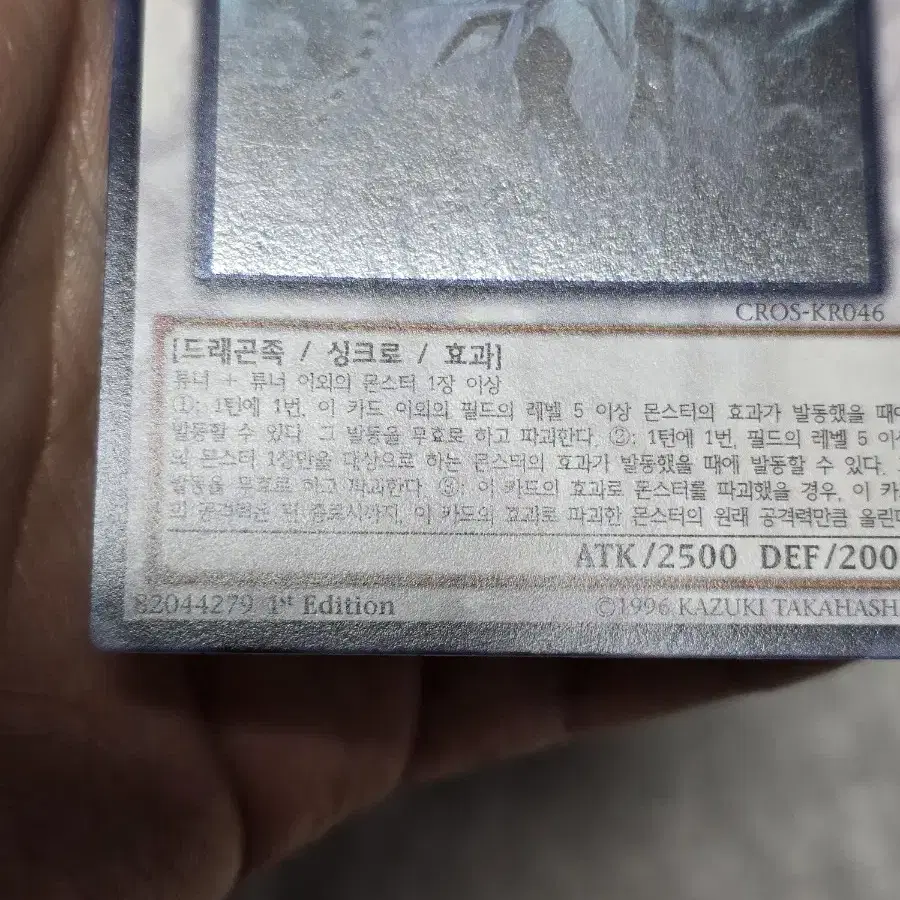 CROS-KR046
[드래곤족 / 싱크로 / 효과]
튜너 + 튜너 이외의 몬스터 1장 이상
①: 1턴에 1번, 이 카드 이외의 필드의 레벨 5 이상 몬스터의 효과가 발동했을 때에
발동할 수 있다. 그 발동을 무효로 하고 파괴한다. ②: 1턴에 1번, 필드의 레벨 5 이상
몬스터 1장만을 대상으로 하는 몬스터의 효과가 발동했을 때에 발동할 수 있다.
발동을 무효로 하고 파괴한다. ③: 이 카드의 효과로 몬스터를 파괴했을 경우, 이 카
의 공격력은 턴 종료시까지, 이 카드의 효과로 파괴한 몬스터의 원래 공격력만큼 올린다
ATK/2500 DEF/200
82044279 1st Edition
©1996 KAZUKI TAKAHASH